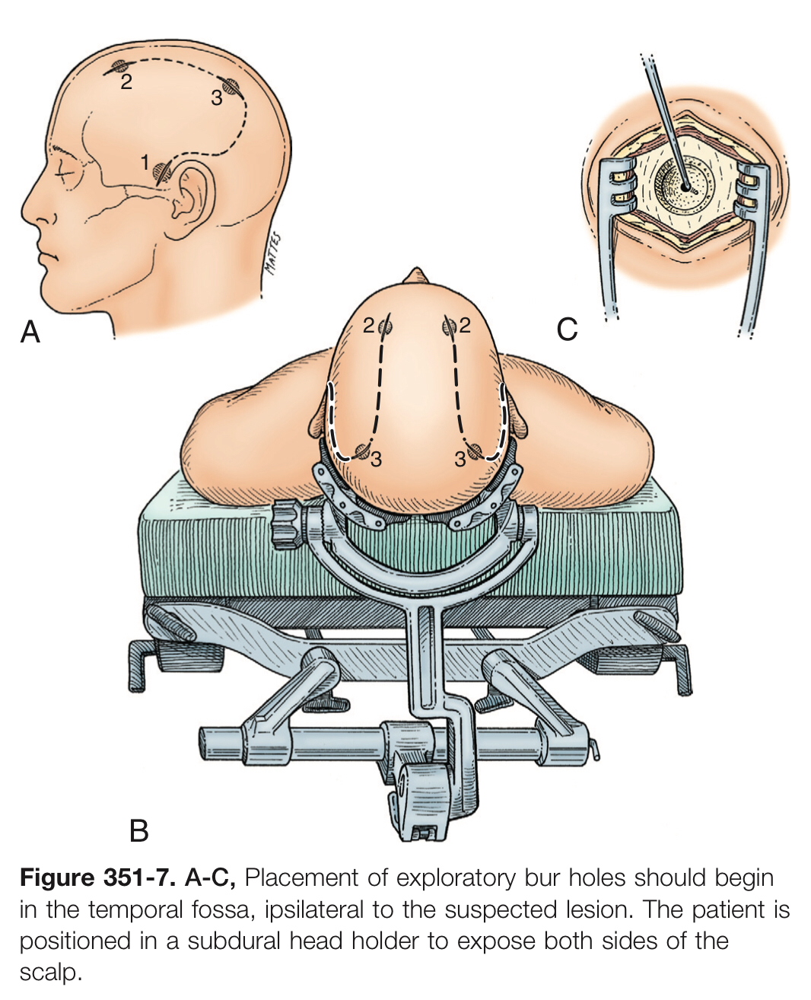 2
3
1
MATTES
A
C
2
2
3
3
B
Figure 351-7. A-C, Placement of exploratory bur holes should begin
in the temporal fossa, ipsilateral to the suspected lesion. The patient is
positioned in a subdural head holder to expose both sides of the
scalp.